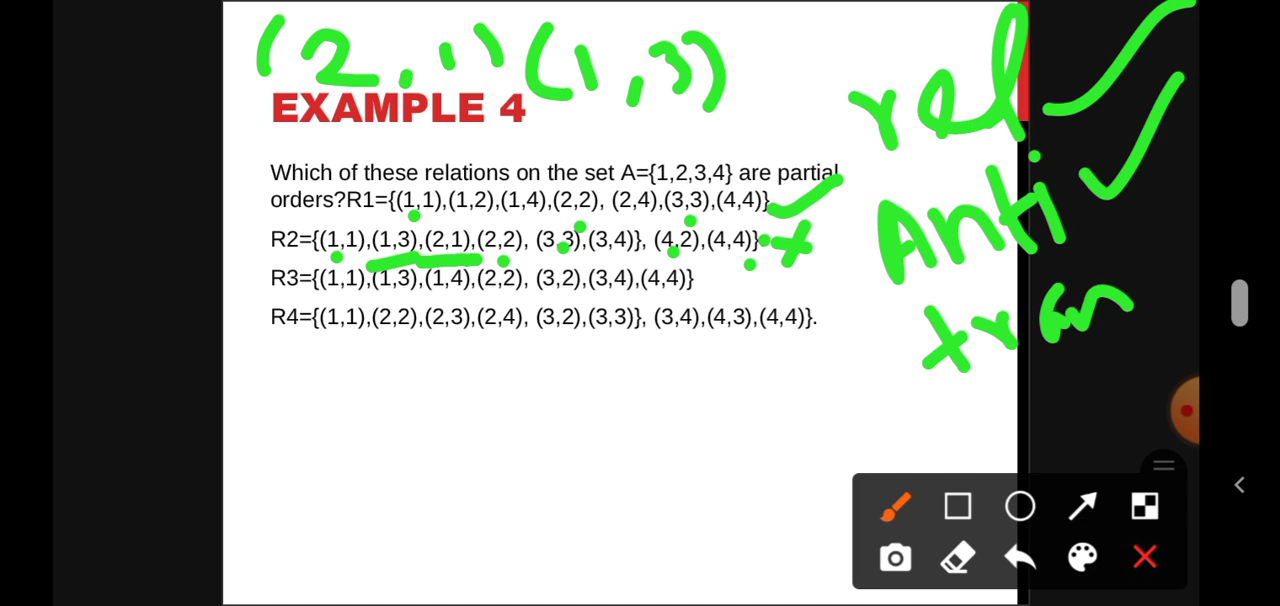 (2,1) (1,3)
rel
EXAMPLE 4
Anti
Which of these relations on the set A={1,2,3,4} are partial
orders?R1={(1,1),(1,2),(1,4),(2,2), (2,4),(3,3),(4,4)}
R2={(1,1),(1,3),(2,1),(2,2), (3,3),(3,4)}, (4,2),(4,4)}
tran
R3={(1,1),(1,3),(1,4),(2,2), (3,2),(3,4),(4,4)}
R4={(1,1),(2,2),(2,3),(2,4), (3,2),(3,3)}, (3,4),(4,3),(4,4)}.